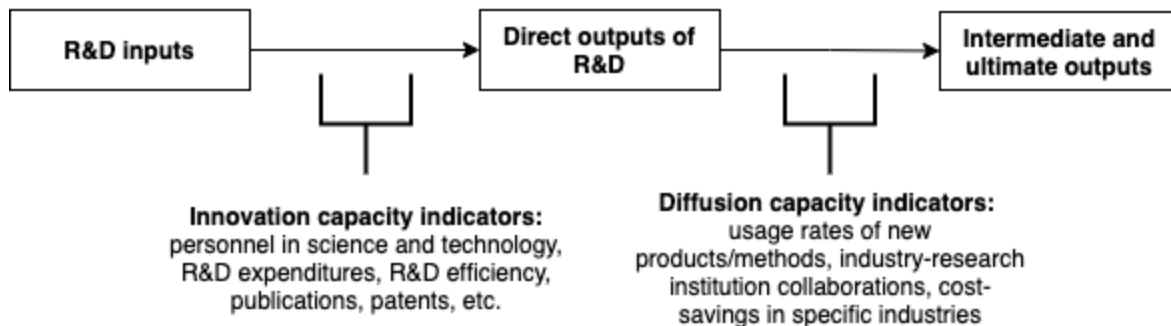 R&D inputs
Direct outputs of
R&D
Intermediate and
ultimate outputs
Innovation capacity indicators:
personnel in science and technology,
R&D expenditures, R&D efficiency,
publications, patents, etc.
Diffusion capacity indicators:
usage rates of new
products/methods, industry-research
institution collaborations, cost-
savings in specific industries